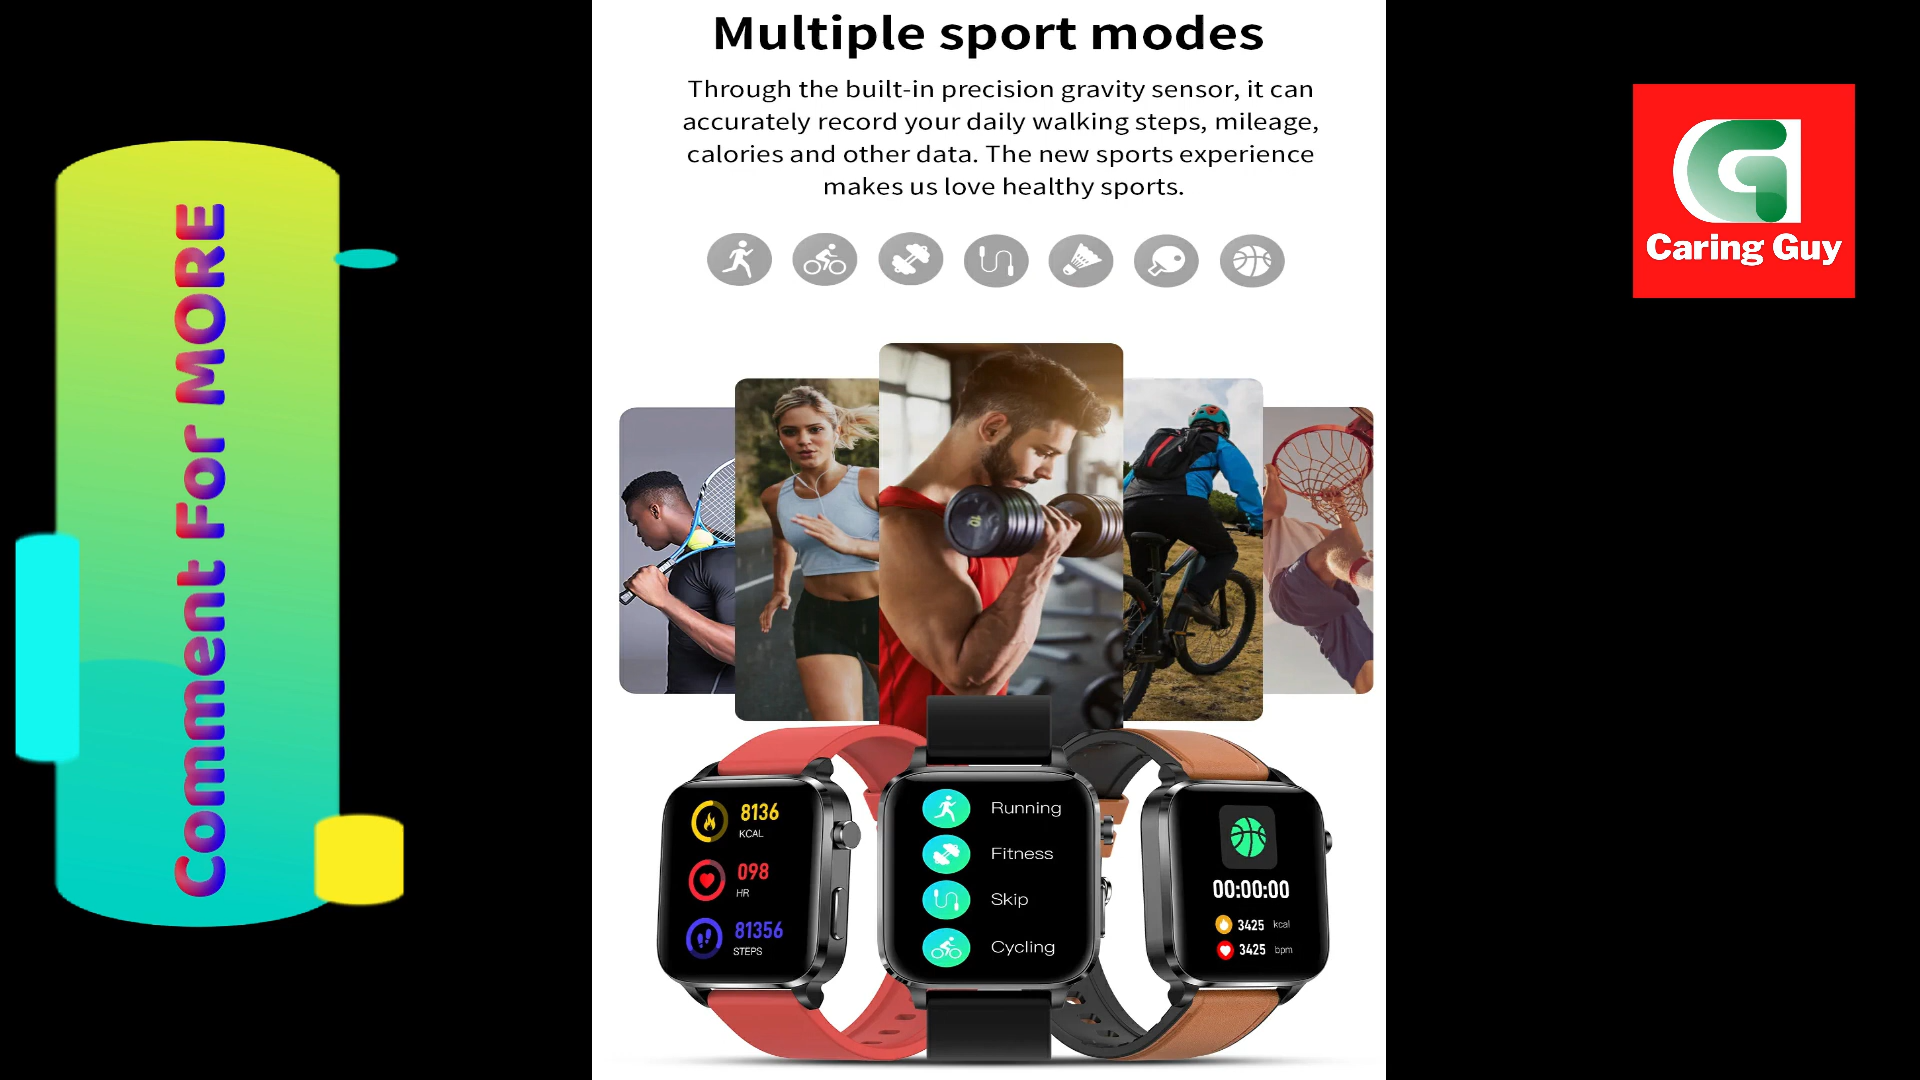 Multiple sport modes
Through the built-in precision gravity sensor, it can
accurately record your daily walking steps, mileage,
calories and other data. The new sports experience
makes us love healthy sports.
Comment For MORE
Caring Guy
10
8136
KCAL
098
HR
81356
STEPS
Running
Fitness
Skip
Cycling
00:00:00
3425 kcal
3425 bpm